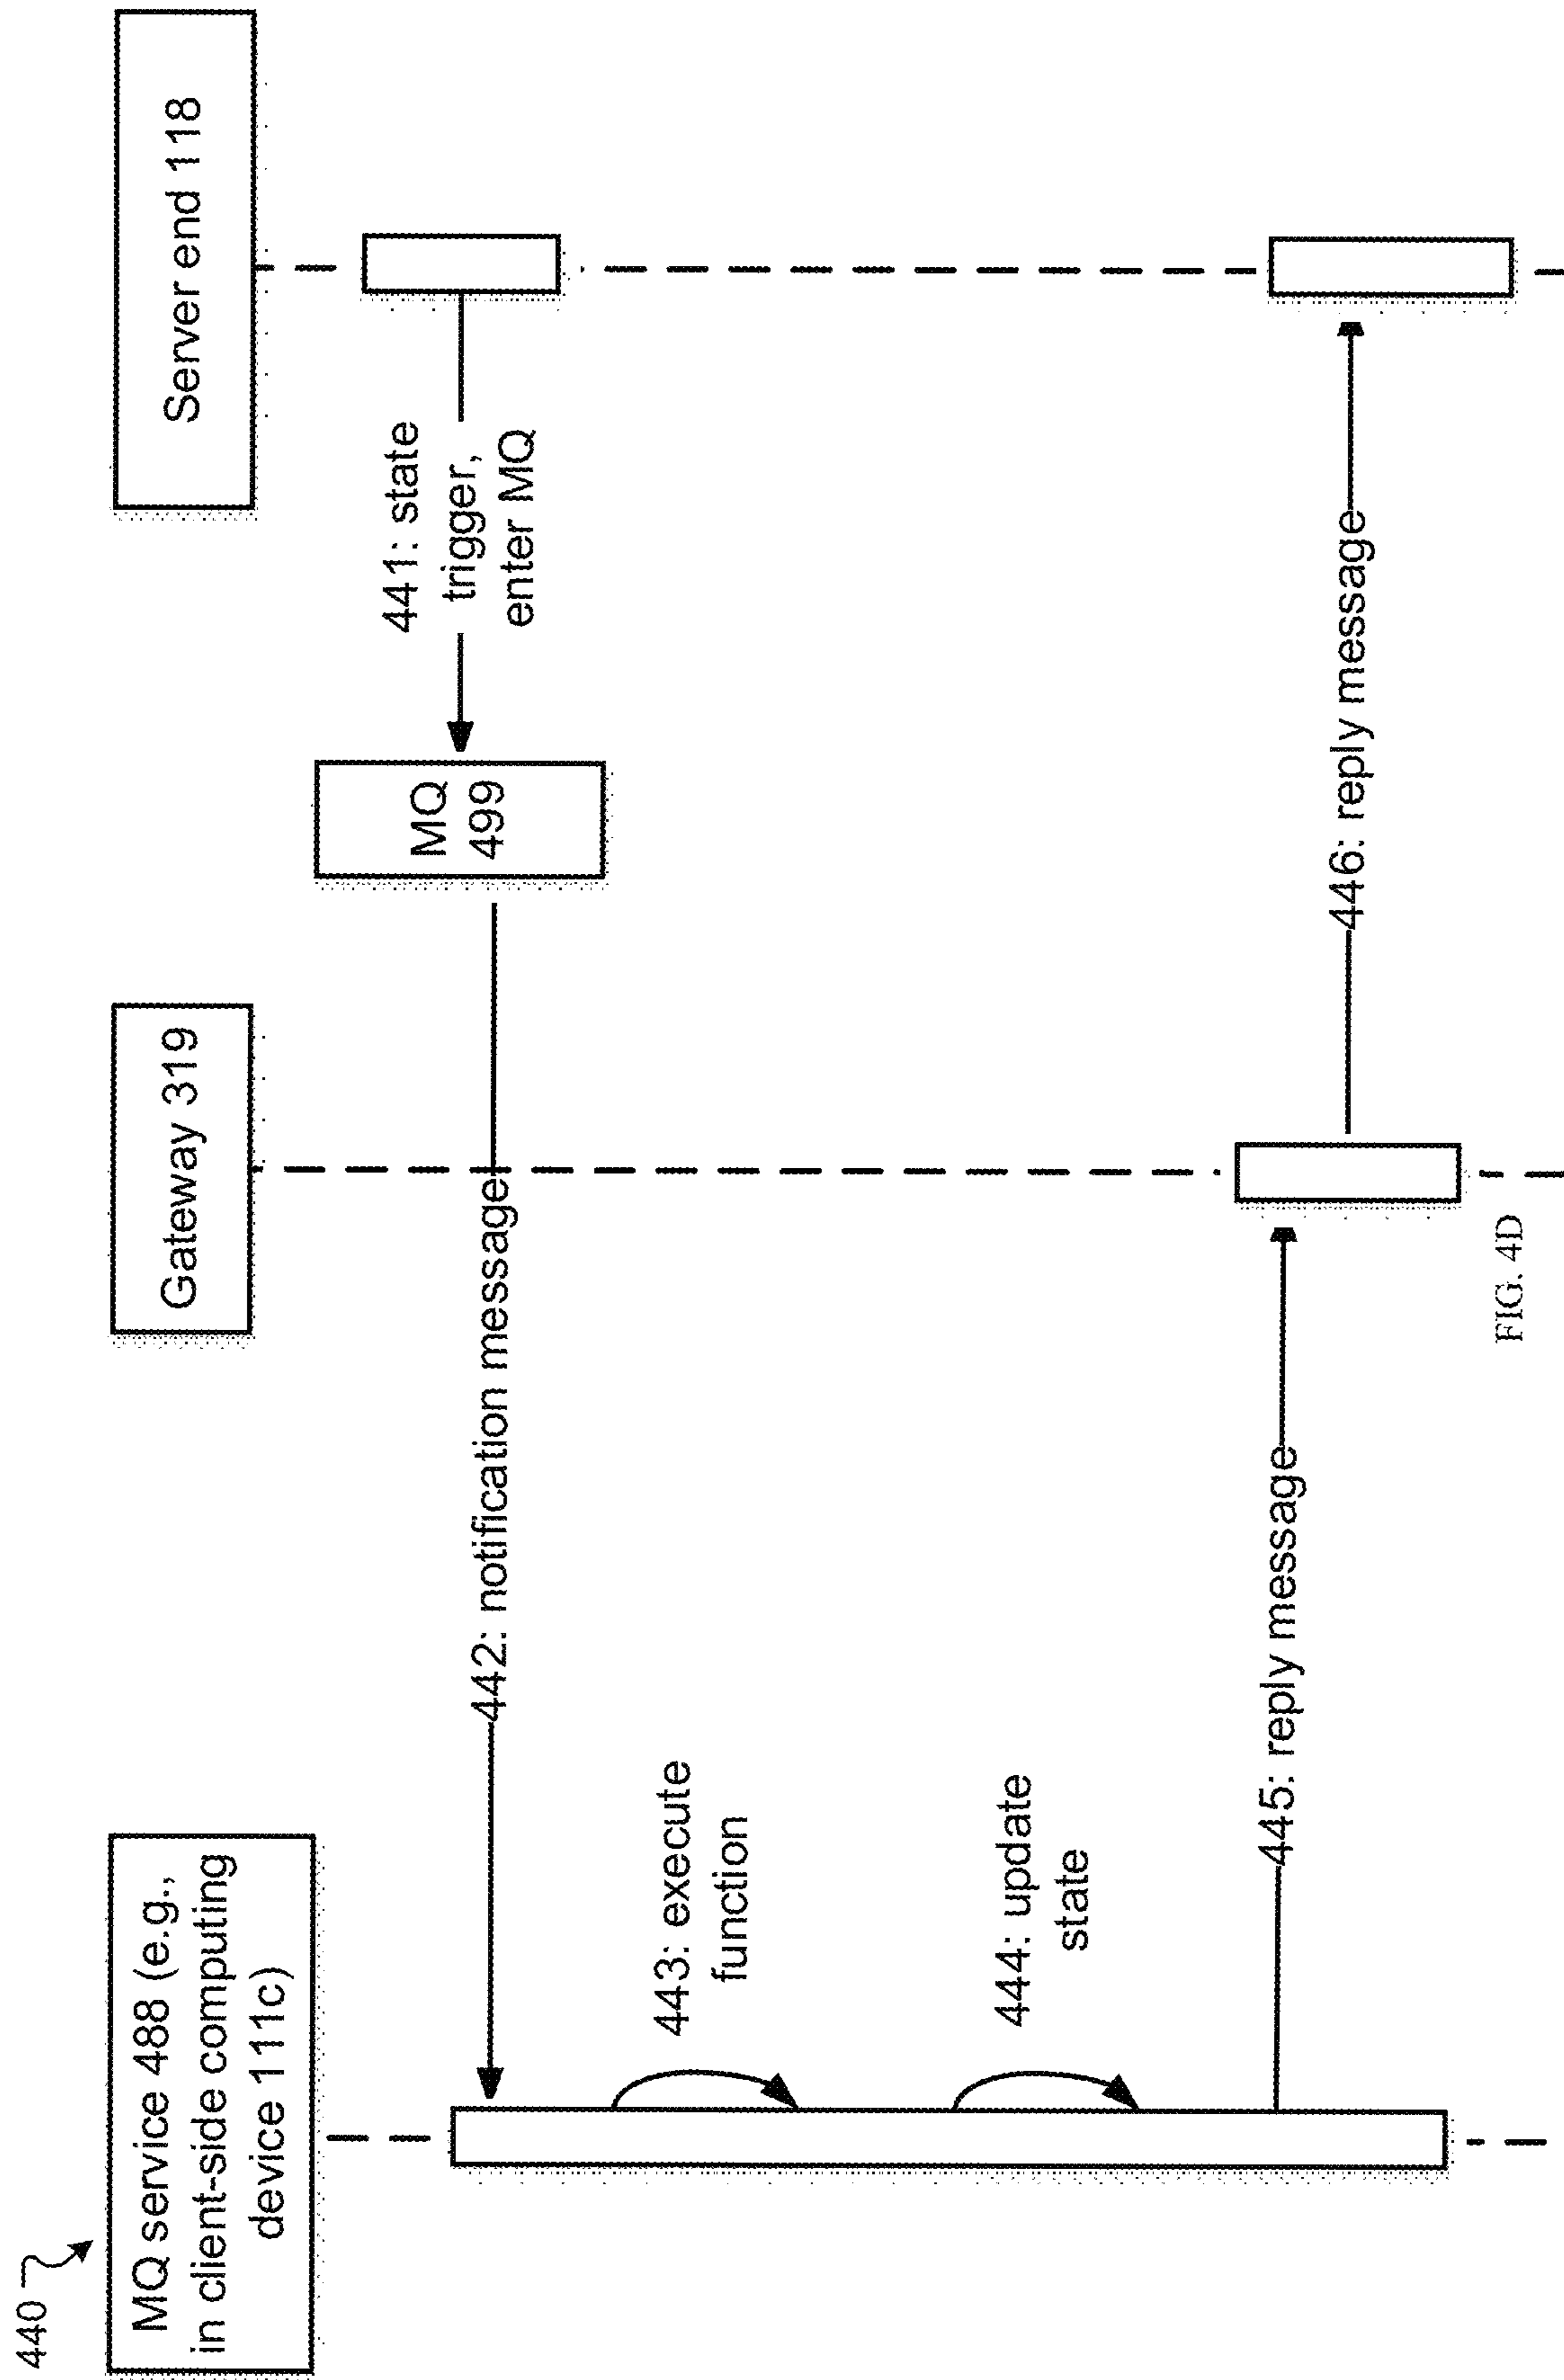 440
MQ service 488 (e.g.,
in client-side computing
device 111c)
Gateway 319
Server end 118
441: state
trigger,
enter MQ
MQ
499
442: notification message
443: execute
function
444: update
state
445: reply message
446: reply message
FIG. 4D